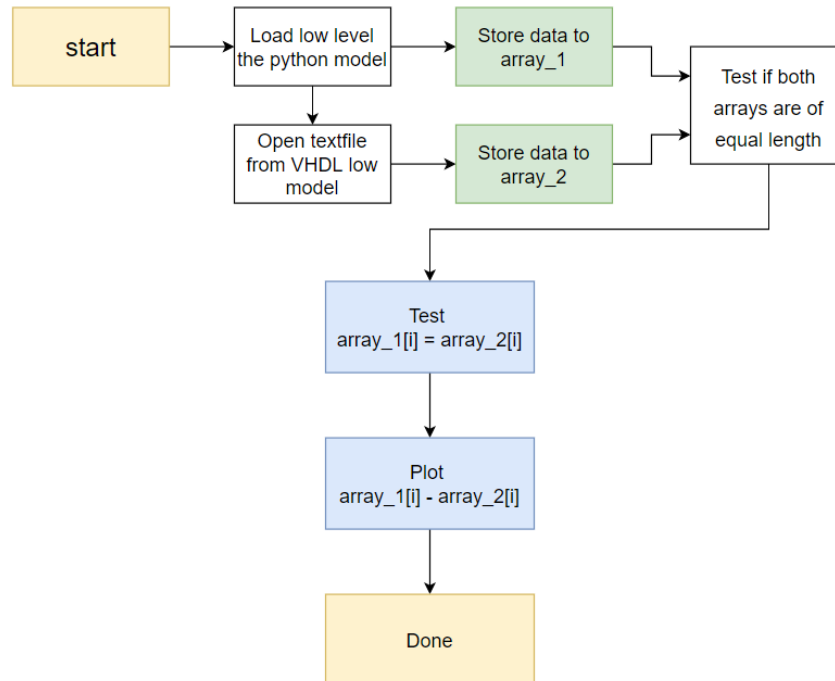 start
Load low level
the python model
Store data to
array_1
Test if both
arrays are of
equal length
Open textfile
from VHDL low
model
Store data to
array_2
Test
array_1[i] = array_2[i]
Plot
array_1[i] - array_2[i]
Done